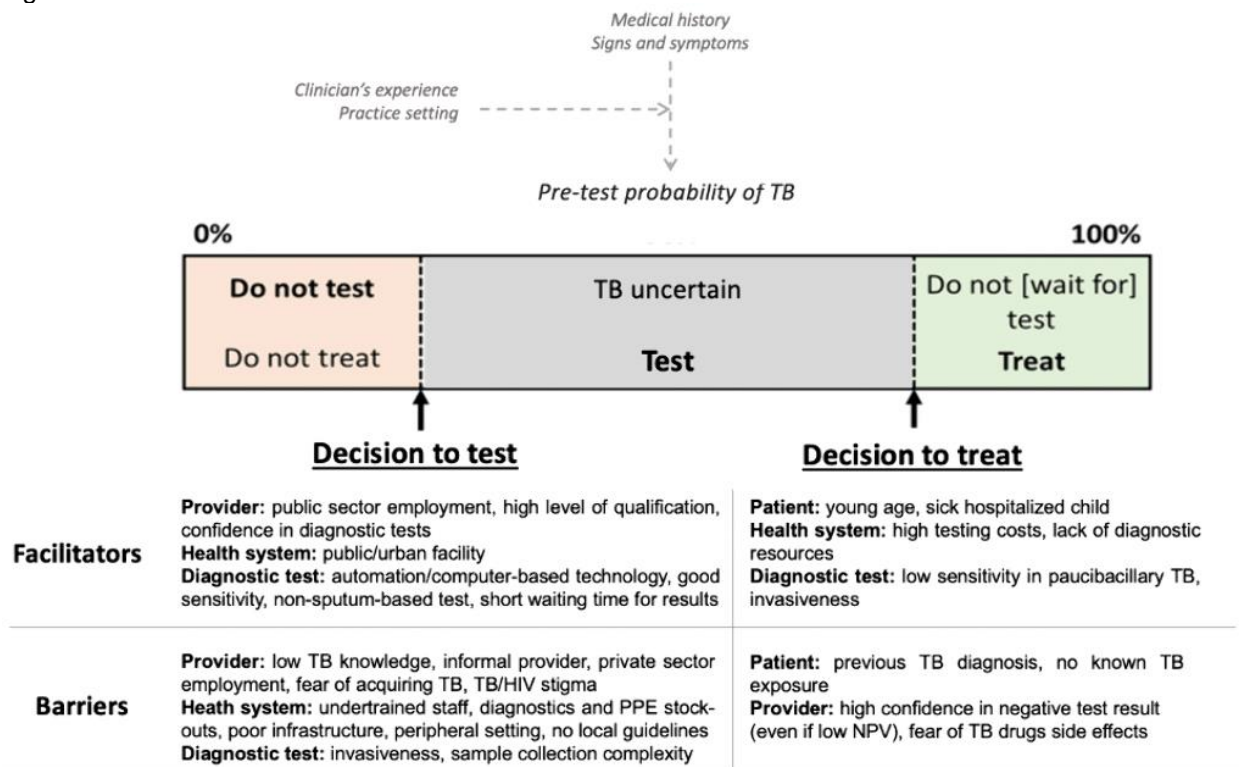 Medical history
Signs and symptoms
Clinician's experience
Practice setting
Pre-test probability of TB
0%
100%
Do not test
Do not treat
TB uncertain
Test
Do not [wait for]
test
Treat
Decision to test
Decision to treat
Facilitators
Provider: public sector employment, high level of qualification,
confidence in diagnostic tests
Health system: public/urban facility
Diagnostic test: automation/computer-based technology, good
sensitivity, non-sputum-based test, short waiting time for results
Patient: young age, sick hospitalized child
Health system: high testing costs, lack of diagnostic
resources
Diagnostic test: low sensitivity in paucibacillary TB,
invasiveness
Barriers
Provider: low TB knowledge, informal provider, private sector
employment, fear of acquiring TB, TB/HIV stigma
Heath system: undertrained staff, diagnostics and PPE stock-
outs, poor infrastructure, peripheral setting, no local guidelines
Diagnostic test: invasiveness, sample collection complexity
Patient: previous TB diagnosis, no known TB
exposure
Provider: high confidence in negative test result
(even if low NPV), fear of TB drugs side effects